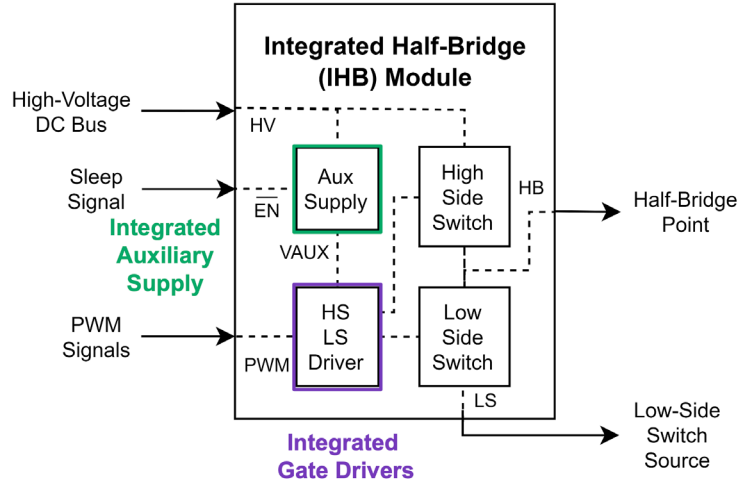 Integrated Half-Bridge
(IHB) Module
High-Voltage
DC Bus
HV
Sleep
Signal
EN
Aux
Supply
High
Side
Switch
HB
Half-Bridge
Point
Integrated
Auxiliary
Supply
VAUX
PWM
Signals
PWM
HS
LS
Driver
Low
Side
Switch
LS
Low-Side
Switch
Source
Integrated
Gate Drivers